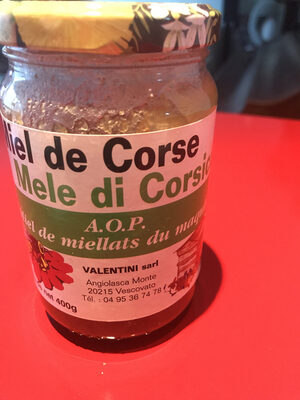 iel de Corse
Mele di Corsic
A.O.P.
iel de miellats du maq
VALENTINI sarl
Angiolasca Monte
20215 Vescovato
Tél. : 04 95 36 74 78
net 400g